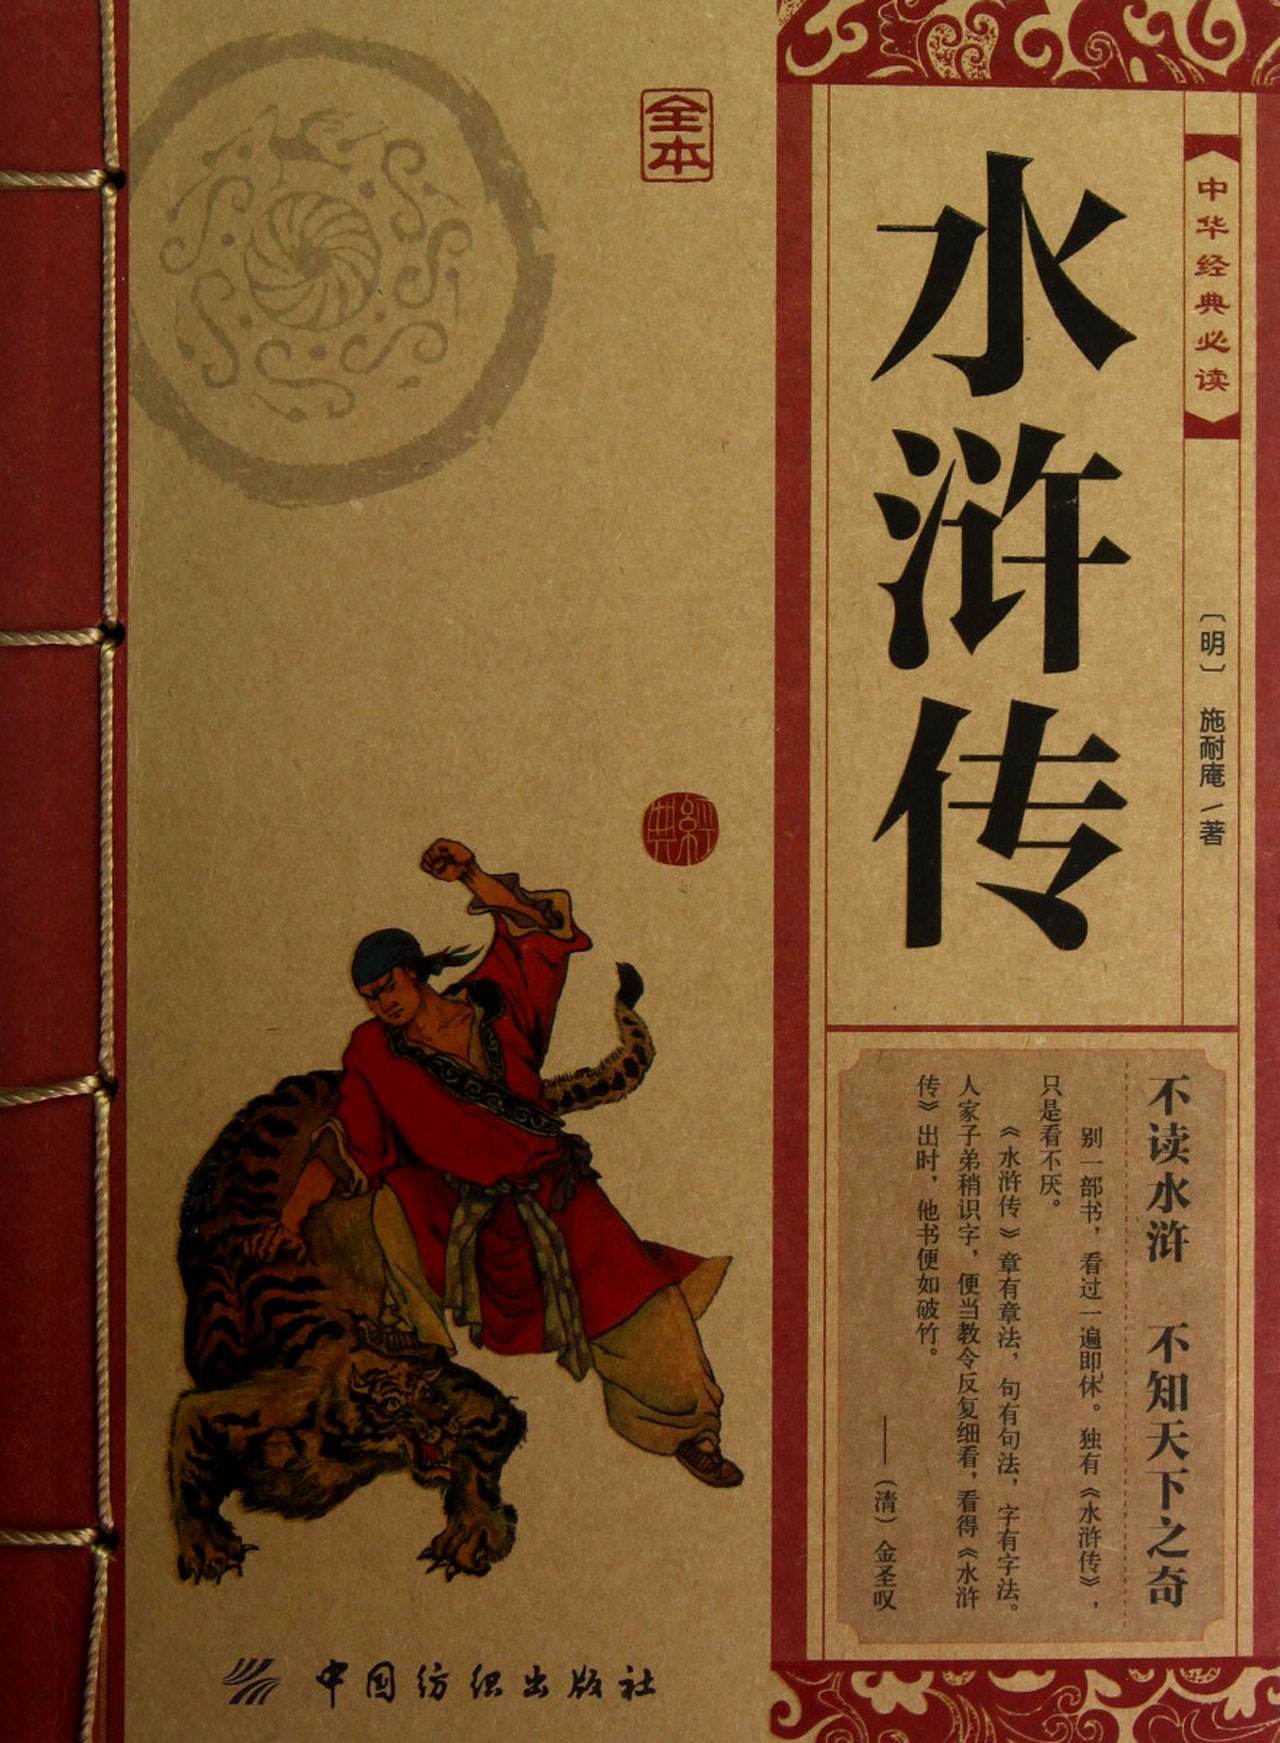 中华经典必读
水浒传
〔明〕 施耐庵/著
全本
经典
不读水浒 不知天下之奇
别一部书，看过一遍即休。独有《水浒传》，
只是看不厌。
《水浒传》章有章法，句有句法，字有字法。
人家子弟稍识字，便当教令反复细看，看得《水浒
传》出时，他书便如破竹。
——（清）金圣叹
中国纺织出版社